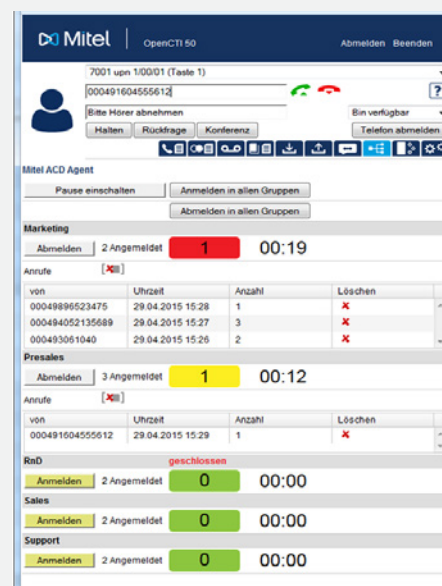 Mitel OpenCTI 50 Abmelden Beenden
7001 upn 1/00/01 (Taste 1)
000491604555612
?
Bitte Hörer abnehmen Bin verfügbar
Halten Rückfrage Konferenz Telefon abmelden
Mitel ACD Agent
Pause einschalten Anmelden in allen Gruppen
Abmelden in allen Gruppen
Marketing
Abmelden 2 Angemeldet 1 00:19
Anrufe
von Uhrzeit Anzahl Löschen
00049896523475 29.04.2015 15:28 1
000494052135689 29.04.2015 15:27 3
000493061040 29.04.2015 15:26 2
Presales
Abmelden 3 Angemeldet 1 00:12
Anrufe
von Uhrzeit Anzahl Löschen
000491604555612 29.04.2015 15:29 1
RnD geschlossen
Anmelden 2 Angemeldet 0 00:00
Sales
Anmelden 2 Angemeldet 0 00:00
Support
Anmelden 2 Angemeldet 0 00:00